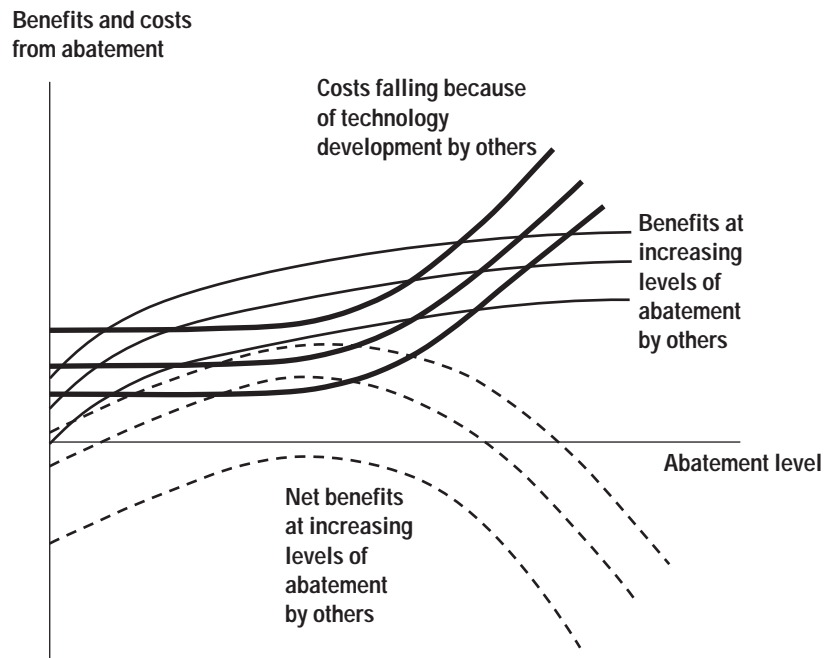 Benefits and costs
from abatement
Costs falling because
of technology
development by others
Benefits at
increasing
levels of
abatement
by others
Abatement level
Net benefits
at increasing
levels of
abatement
by others